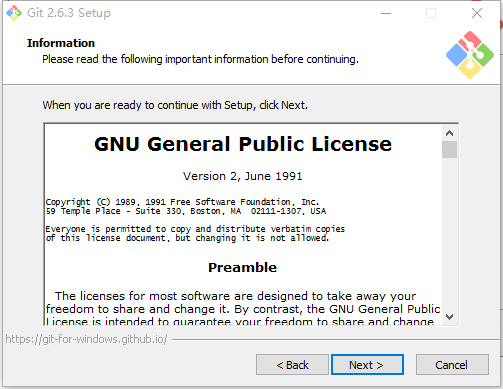 Git 2.6.3 Setup
Information
Please read the following important information before continuing.
When you are ready to continue with Setup, click Next.
GNU General Public License
Version 2, June 1991
Copyright (C) 1989, 1991 Free Software Foundation, Inc.
59 Temple Place - Suite 330, Boston, MA  02111-1307, USA
Everyone is permitted to copy and distribute verbatim copies
of this license document, but changing it is not allowed.
Preamble
The licenses for most software are designed to take away your
freedom to share and change it. By contrast, the GNU General Public
License is intended to guarantee your freedom to share and change
https://git-for-windows.github.io/
< Back
Next >
Cancel